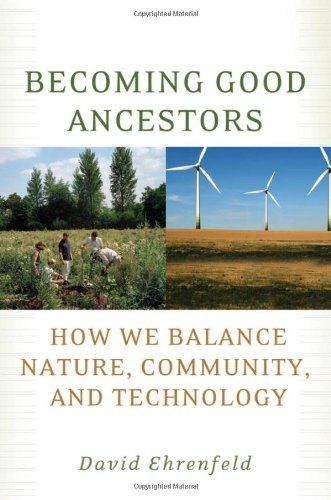 BECOMING GOOD
ANCESTORS
HOW WE BALANCE
NATURE, COMMUNITY,
AND TECHNOLOGY
David Ehrenfeld